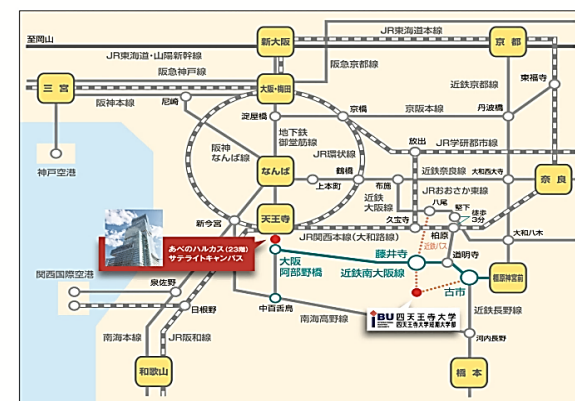 JR東海道本線
至岡山
新大阪
京都
JR東海道・山陽新幹線
阪急神戸線
阪急京都線
近鉄京都線
東福寺
三宮
大阪・梅田
阪神本線
尼崎
淀屋橋
京橋
京阪本線
丹波橋
地下鉄
御堂筋線
阪神
なんば線
JR環状線
放出
JR学研都市線
神戸空港
なんば
鶴橋
上本町
布施
近鉄奈良線
大和西大寺
奈良
近鉄
大阪線
JRおおさか東線
八尾
堅下
徒歩
3分
新今宮
天王寺
久宝寺
柏原
大和八木
JR関西本線(大和路線)
近鉄バス
あべのハルカス(23階)
サテライトキャンパス
大阪
阿部野橋
藤井寺
道明寺
近鉄南大阪線
古市
橿原神宮前
関西国際空港
泉佐野
日根野
中百舌鳥
南海高野線
IBU 四天王寺大学
四天王寺大学短期大学部
近鉄長野線
河内長野
南海本線
JR阪和線
和歌山
橋本